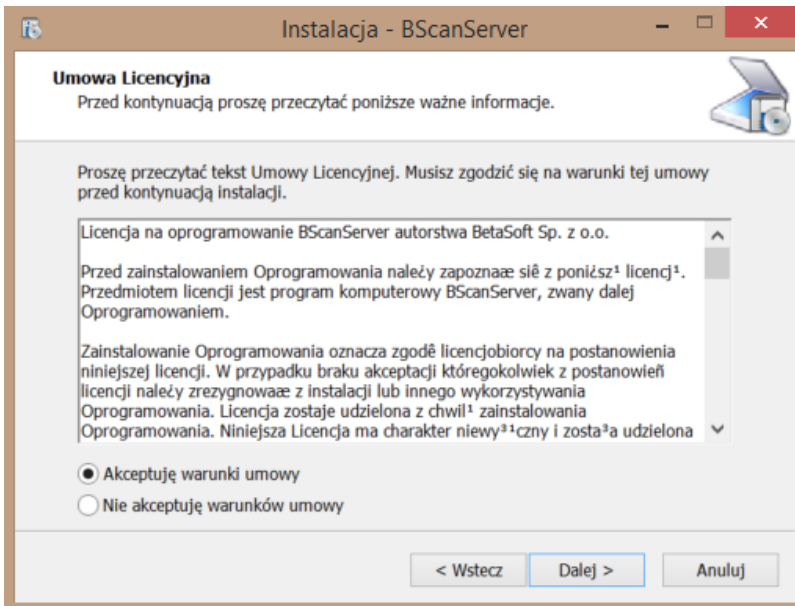 Instalacja - BScanServer
Umowa Licencyjna
Przed kontynuacją proszę przeczytać poniższe ważne informacje.
Proszę przeczytać tekst Umowy Licencyjnej. Musisz zgodzić się na warunki tej umowy
przed kontynuacją instalacji.
Licencja na oprogramowanie BScanServer autorstwa BetaSoft Sp. z o.o.
Przed zainstalowaniem Oprogramowania nale¿y zapoznaæ siê z poni¿sz¹ licencj¹.
Przedmiotem licencji jest program komputerowy BScanServer, zwany dalej
Oprogramowaniem.
Zainstalowanie Oprogramowania oznacza zgodê licencjobiorcy na postanowienia
niniejszej licencji. W przypadku braku akceptacji któregokolwiek z postanowieñ
licencji nale¿y zrezygnowaæ z instalacji lub innego wykorzystywania
Oprogramowania. Licencja zostaje udzielona z chwil¹ zainstalowania
Oprogramowania. Niniejsza Licencja ma charakter niewy³¹czny i zosta³a udzielona
Akceptuję warunki umowy
Nie akceptuję warunków umowy
< Wstecz
Dalej >
Anuluj